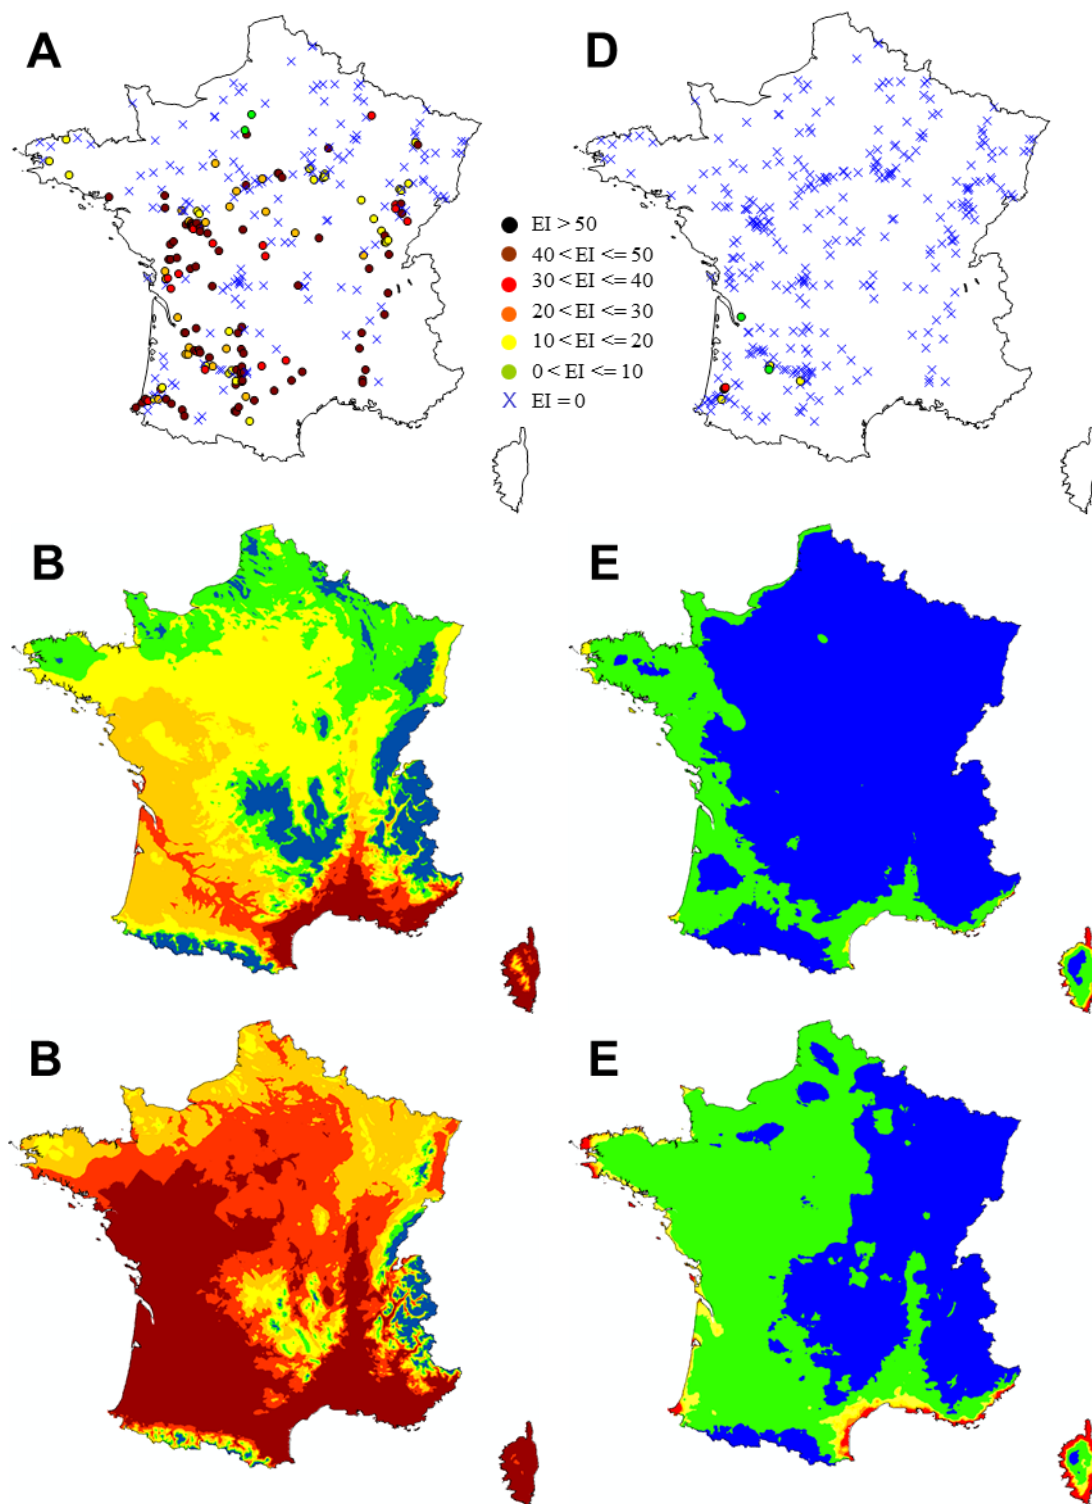 A
D
EI > 50
40 < EI <= 50
30 < EI <= 40
20 < EI <= 30
10 < EI <= 20
0 < EI <= 10
X EI = 0
B
E
B
E